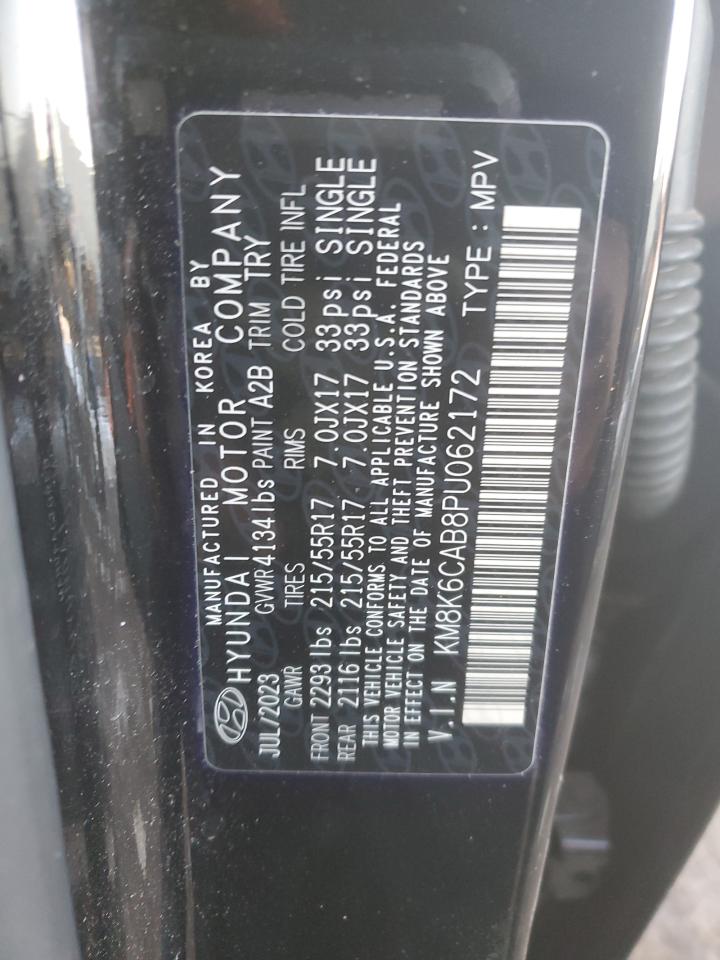 MANUFACTURED IN KOREA BY
HYUNDAI MOTOR COMPANY
JUL/2023 GVWR 4134 lbs PAINT A2B TRIM TRY
GAWR TIRES RIMS COLD TIRE INFL
FRONT 2293 lbs 215/55R17 7.0JX17 33psi SINGLE
REAR 2116 lbs 215/55R17 7.0JX17 33psi SINGLE
THIS VEHICLE CONFORMS TO ALL APPLICABLE U.S.A. FEDERAL
MOTOR VEHICLE SAFETY AND THEFT PREVENTION STANDARDS
IN EFFECT ON THE DATE OF MANUFACTURE SHOWN ABOVE
V.I.N KM8K6CAB8PU062172 TYPE : MPV